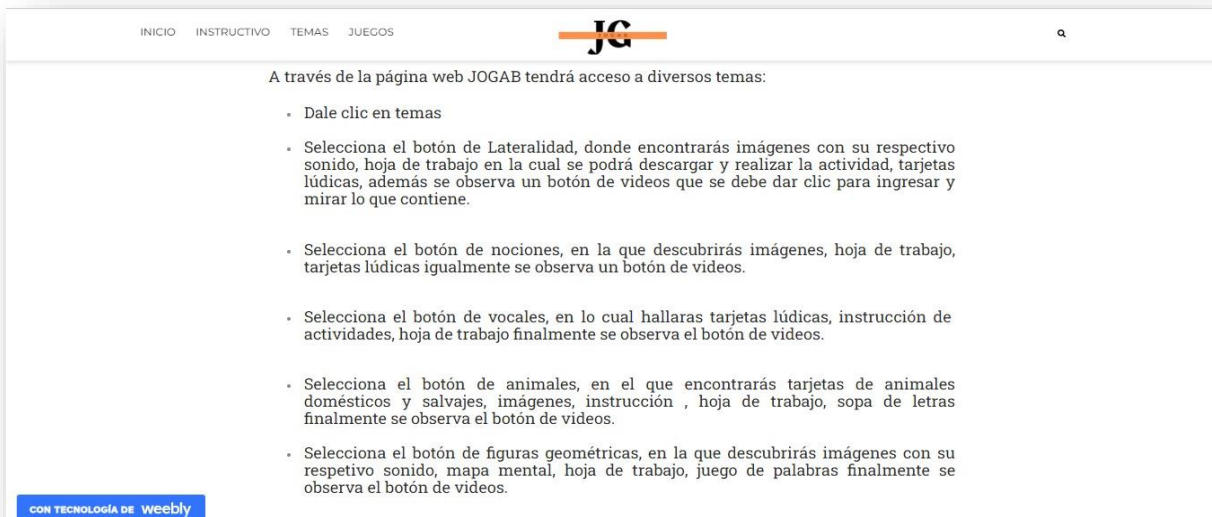 INICIO INSTRUCTIVO TEMAS JUEGOS
JG
JOGAB
A través de la página web JOGAB tendrá acceso a diversos temas:
Dale clic en temas
Selecciona el botón de Lateralidad, donde encontrarás imágenes con su respectivo
sonido, hoja de trabajo en la cual se podrá descargar y realizar la actividad, tarjetas
lúdicas, además se observa un botón de videos que se debe dar clic para ingresar y
mirar lo que contiene.
Selecciona el botón de nociones, en la que descubrirás imágenes, hoja de trabajo,
tarjetas lúdicas igualmente se observa un botón de videos.
Selecciona el botón de vocales, en lo cual hallaras tarjetas lúdicas, instrucción de
actividades, hoja de trabajo finalmente se observa el botón de videos.
Selecciona el botón de animales, en el que encontrarás tarjetas de animales
domésticos y salvajes, imágenes, instrucción , hoja de trabajo, sopa de letras
finalmente se observa el botón de videos.
Selecciona el botón de figuras geométricas, en la que descubrirás imágenes con su
respetivo sonido, mapa mental, hoja de trabajo, juego de palabras finalmente se
observa el botón de videos.
CON TECNOLOGÍA DE weebly